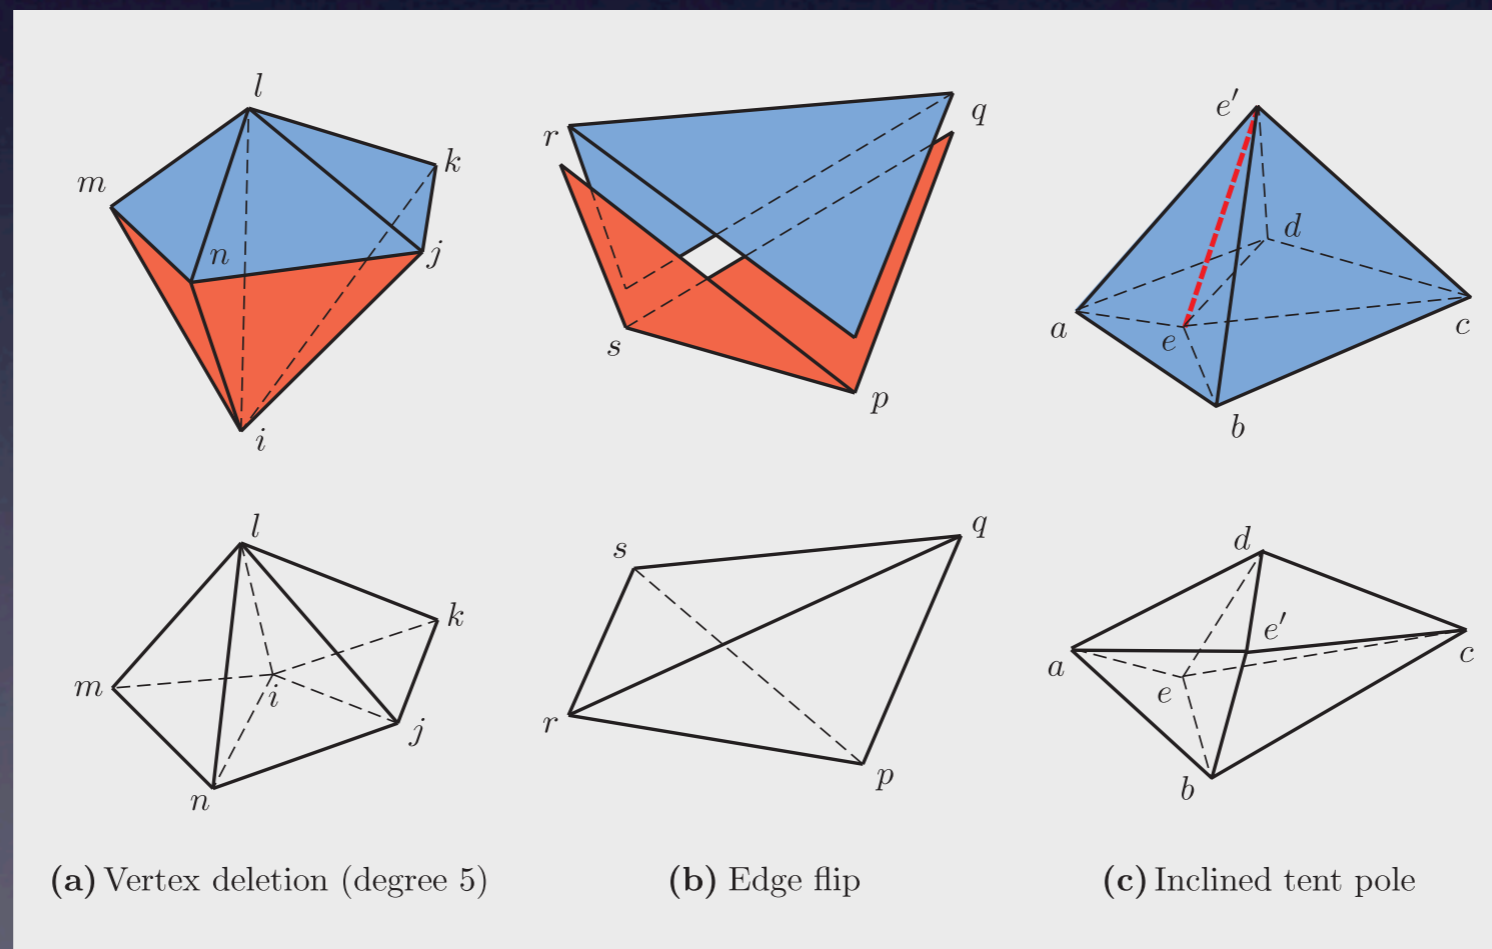 l
k
m
n
j
i
r
q
s
p
e′
d
a
e
c
b
l
k
m
i
j
n
s
q
r
p
d
e′
a
e
c
b
(a) Vertex deletion (degree 5)
(b) Edge flip
(c) Inclined tent pole